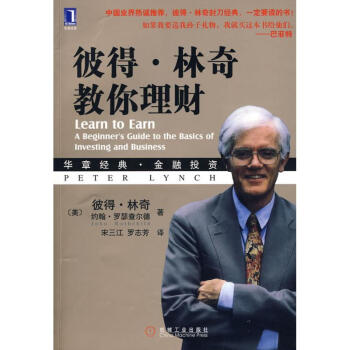 中国业界热诚推荐，彼得·林奇封刀经典，一定要读的书！
如果我要选我孙子礼物，我就买这本书给他们。
——巴菲特
彼得·林奇
教你理财
Learn to Earn
A Beginner's Guide to the Basics of
Investing and Business
华章经典·金融投资
PETER LYNCH
（美） 彼得·林奇
约翰·罗瑟查尔德 著
John Rothchild
宋三江 罗志芳 译
机械工业出版社
China Machine Press